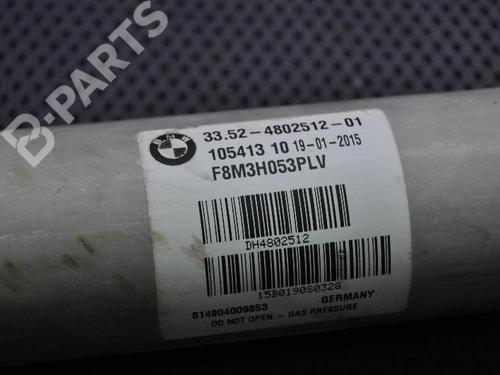 B-PARTS
BMW
33.52-4802512-01
105413 10 19-01-2015
F8M3H053PLV
DH4802512
15B0190S0328
814904009853 GERMANY
DO NOT OPEN - GAS PRESSURE